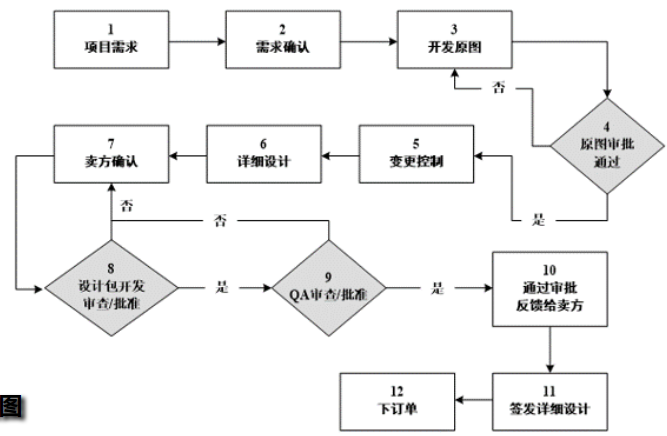 1
项目需求
2
需求确认
3
开发原图
否
4
原图审批
通过
是
5
变更控制
6
详细设计
7
卖方确认
否
否
8
设计包开发
审查/批准
是
9
QA审查/批准
是
10
通过审批
反馈给卖方
11
签发详细设计
12
下订单
图